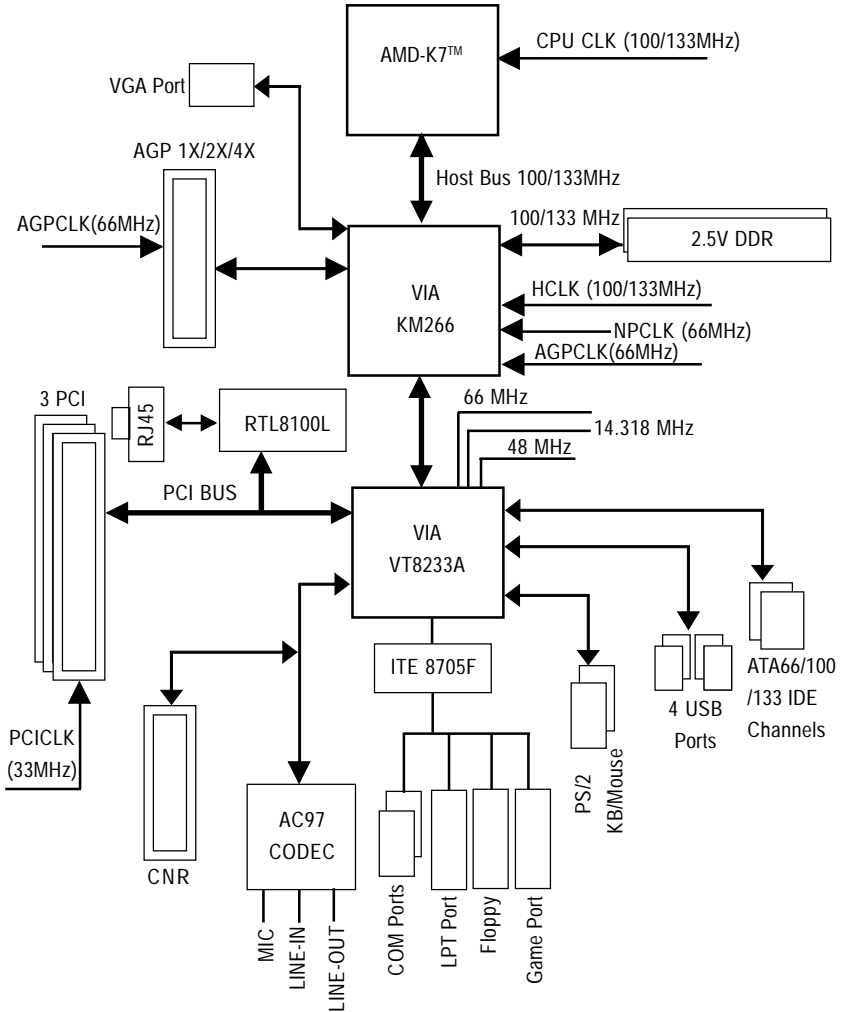 AMD-K7™
CPU CLK (100/133MHz)
VGA Port
AGP 1X/2X/4X
Host Bus 100/133MHz
AGPCLK(66MHz)
100/133 MHz
2.5V DDR
VIA
KM266
HCLK (100/133MHz)
NPCLK (66MHz)
AGPCLK(66MHz)
3 PCI
RJ45
RTL8100L
66 MHz
14.318 MHz
48 MHz
PCI BUS
VIA
VT8233A
ITE 8705F
ATA66/100
/133 IDE
Channels
4 USB
Ports
PS/2
KB/Mouse
PCICLK
(33MHz)
AC97
CODEC
CNR
MIC
LINE-IN
LINE-OUT
COM Ports
LPT Port
Floppy
Game Port